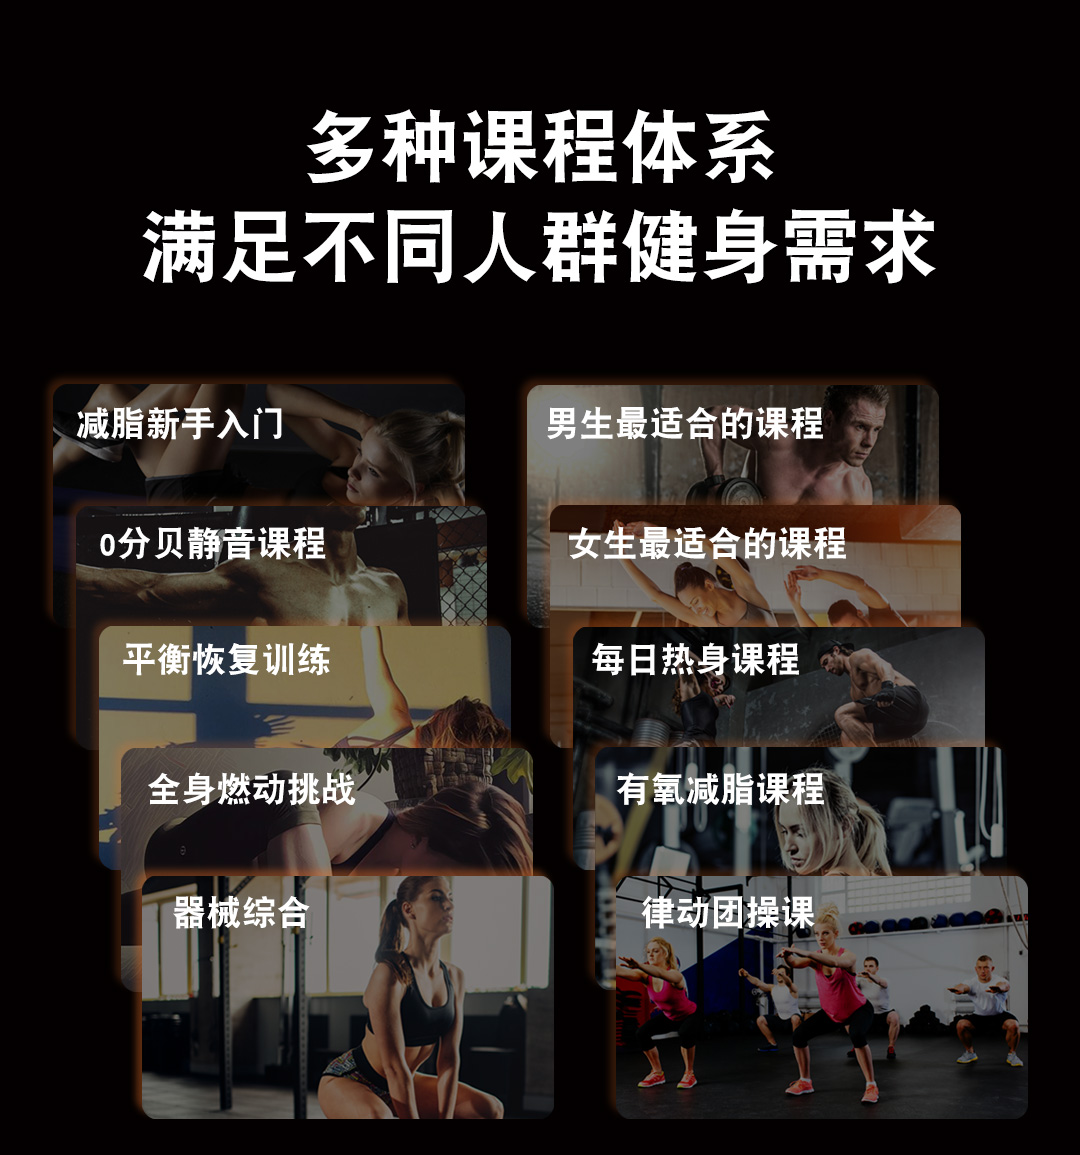 多种课程体系
满足不同人群健身需求
减脂新手入门
0分贝静音课程
平衡恢复训练
全身燃动挑战
器械综合
男生最适合的课程
女生最适合的课程
每日热身课程
有氧减脂课程
律动团操课